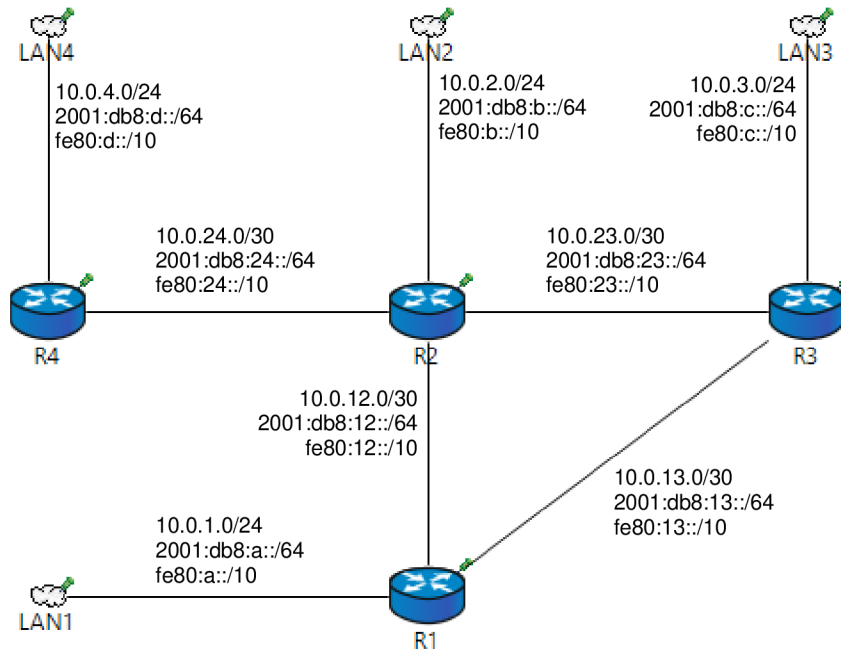 LAN4
LAN2
LAN3
10.0.4.0/24
2001:db8:d::/64
fe80:d::/10
10.0.2.0/24
2001:db8:b::/64
fe80:b::/10
10.0.3.0/24
2001:db8:c::/64
fe80:c::/10
10.0.24.0/30
2001:db8:24::/64
fe80:24::/10
10.0.23.0/30
2001:db8:23::/64
fe80:23::/10
R4
R2
R3
10.0.12.0/30
2001:db8:12::/64
fe80:12::/10
10.0.13.0/30
2001:db8:13::/64
fe80:13::/10
10.0.1.0/24
2001:db8:a::/64
fe80:a::/10
LAN1
R1